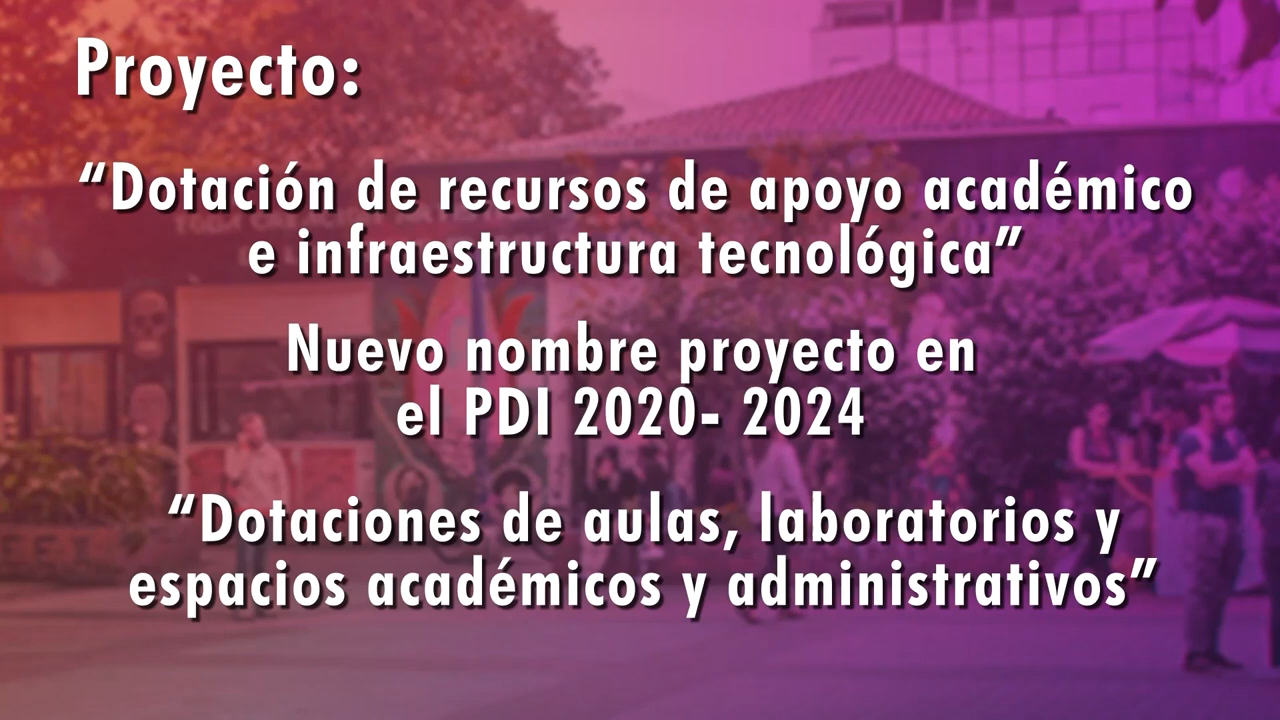 Proyecto:
“Dotación de recursos de apoyo académico
e infraestructura tecnológica”
Nuevo nombre proyecto en
el PDI 2020- 2024
“Dotaciones de aulas, laboratorios y
espacios académicos y administrativos”